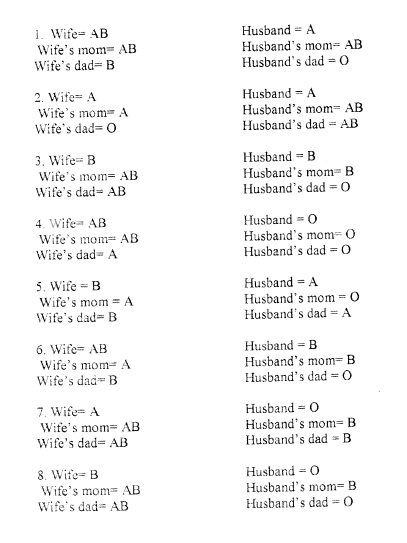 1. Wife= AB
Wife's mom= AB
Wife's dad= B
Husband = A
Husband's mom= AB
Husband's dad = O
2. Wife= A
Wife's mom= A
Wife's dad= O
Husband = A
Husband's mom= AB
Husband's dad = AB
3. Wife= B
Wife's mom= AB
Wife's dad= AB
Husband = B
Husband's mom= B
Husband's dad = O
4. Wife= AB
Wife's mom= AB
Wife's dad= A
Husband = O
Husband's mom= O
Husband's dad = O
5. Wife = B
Wife's mom = A
Wife's dad= B
Husband = A
Husband's mom = O
Husband's dad = A
6. Wife= AB
Wife's mom= A
Wife's dad= B
Husband = B
Husband's mom= B
Husband's dad = O
7. Wife= A
Wife's mom= AB
Wife's dad= AB
Husband = O
Husband's mom= B
Husband's dad = B
8. Wife= B
Wife's mom= AB
Wife's dad= AB
Husband = O
Husband's mom= B
Husband's dad = O